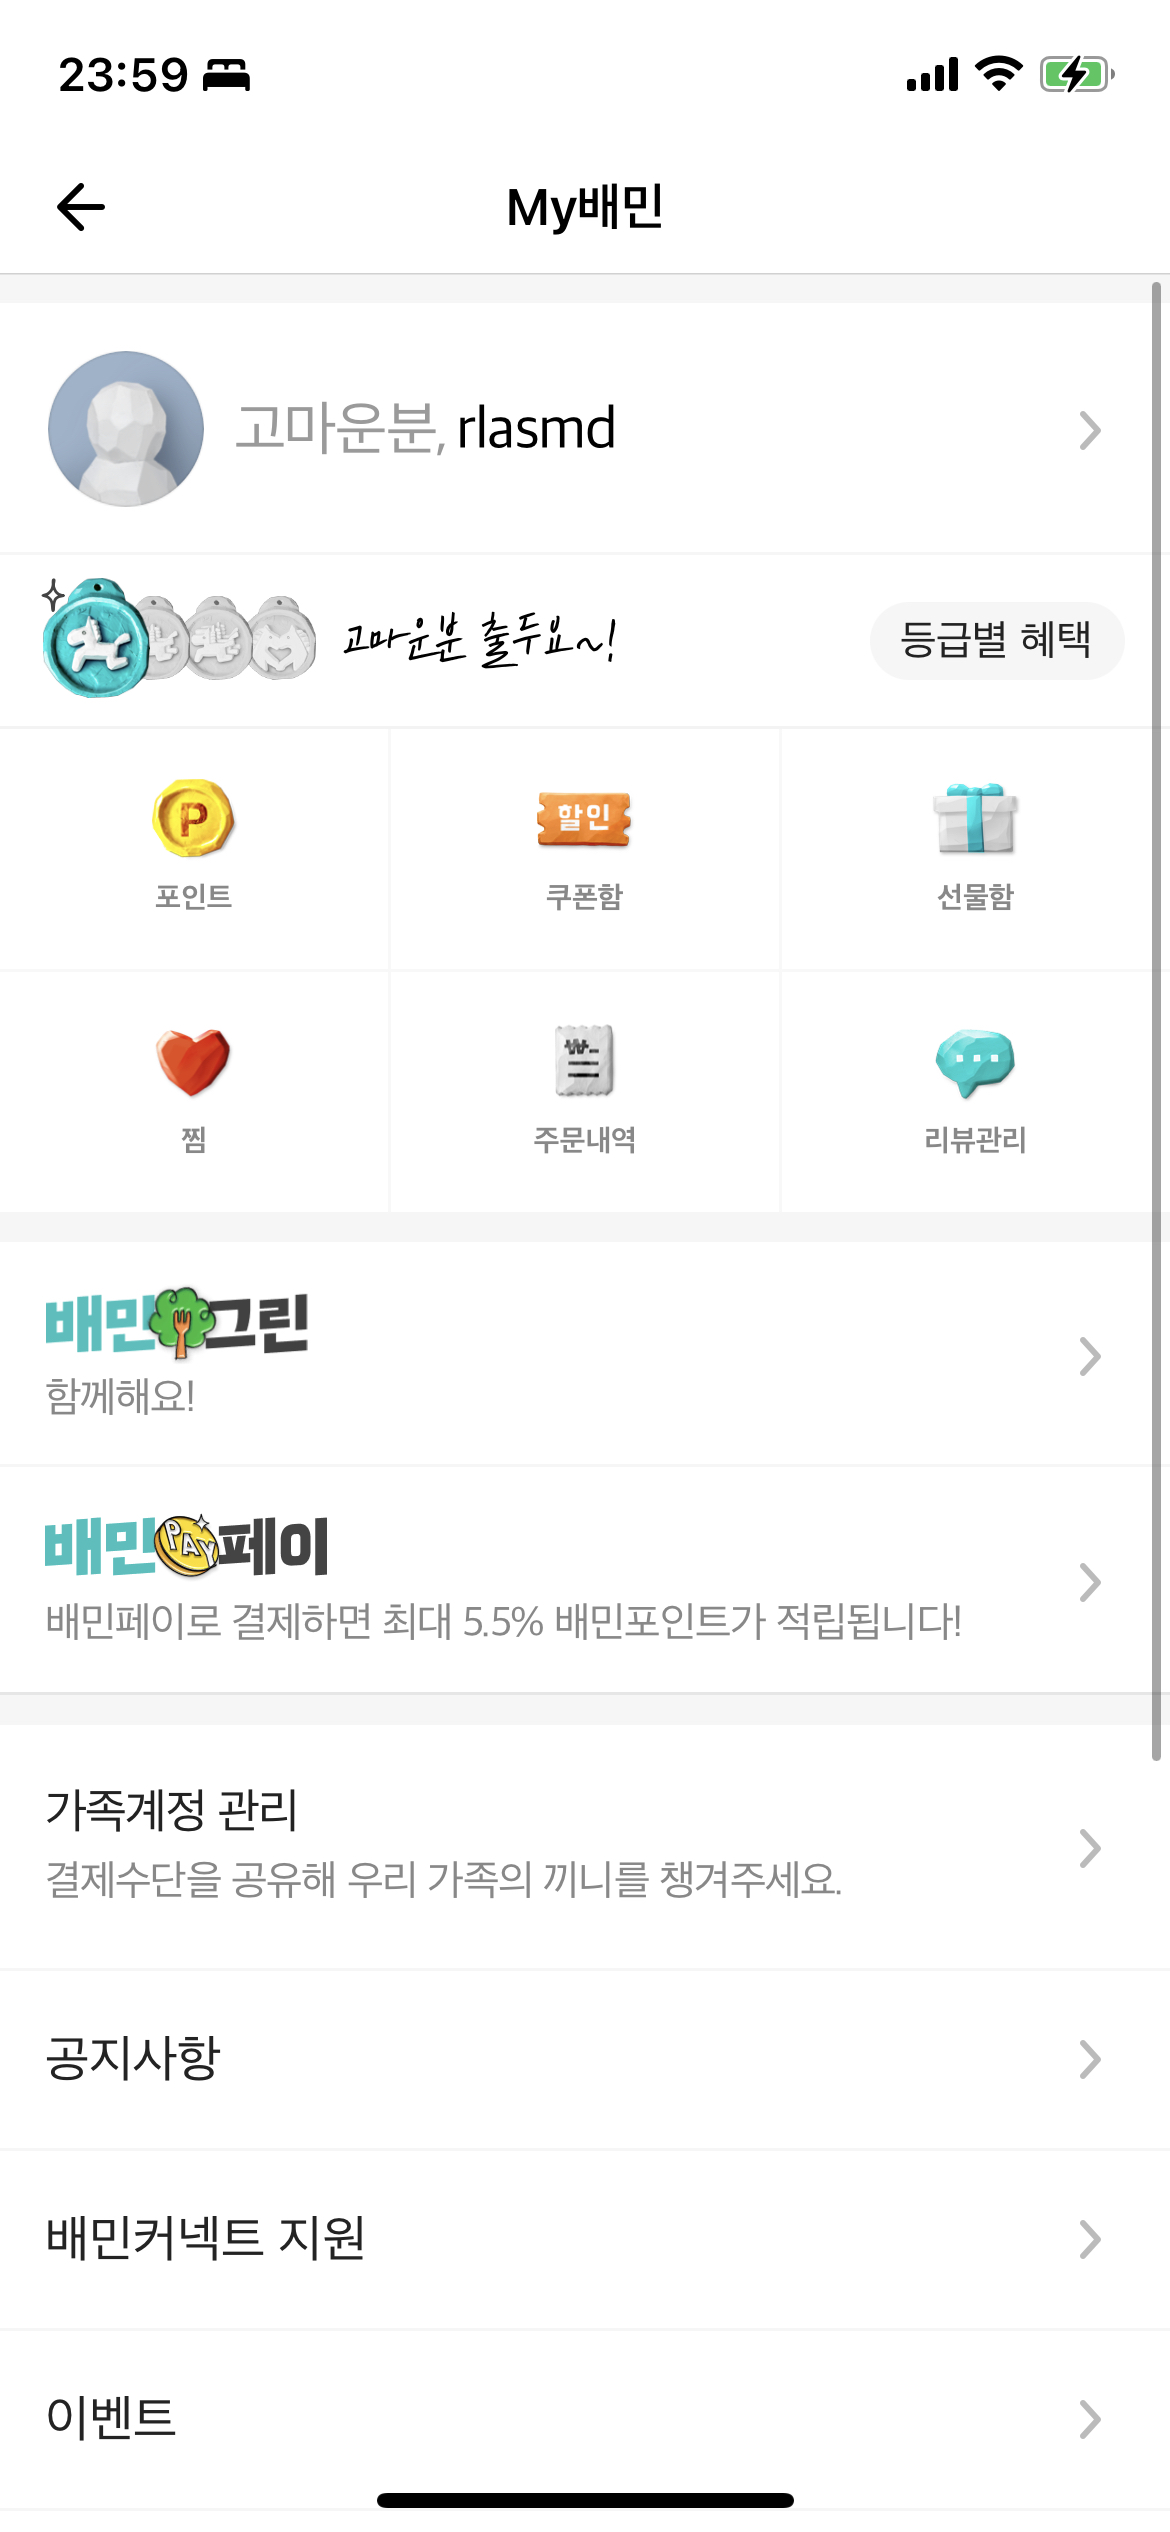 23:59
My배민
고마운분, rlasmd
고마운분 출두요~!
등급별 혜택
P
할인
포인트
쿠폰함
선물함
₩
찜
주문내역
리뷰관리
배민그린
함께해요!
배민PAY페이
배민페이로 결제하면 최대 5.5% 배민포인트가 적립됩니다!
가족계정 관리
결제수단을 공유해 우리 가족의 끼니를 챙겨주세요.
공지사항
배민커넥트 지원
이벤트